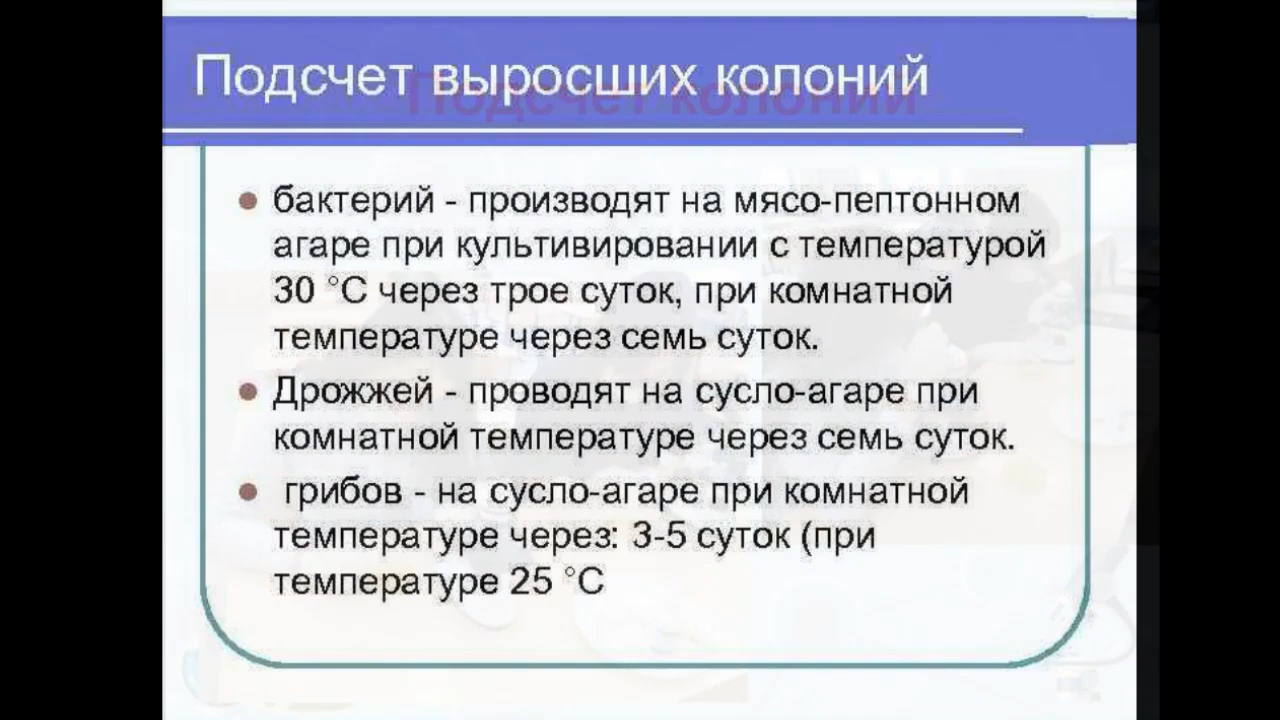 Подсчет выросших колоний
Подсчет колоний
бактерий - производят на мясо-пептонном
агаре при культивировании с температурой
30 °С через трое суток, при комнатной
температуре через семь суток.
Дрожжей - проводят на сусло-агаре при
комнатной температуре через семь суток.
грибов - на сусло-агаре при комнатной
температуре через: 3-5 суток (при
температуре 25 °С